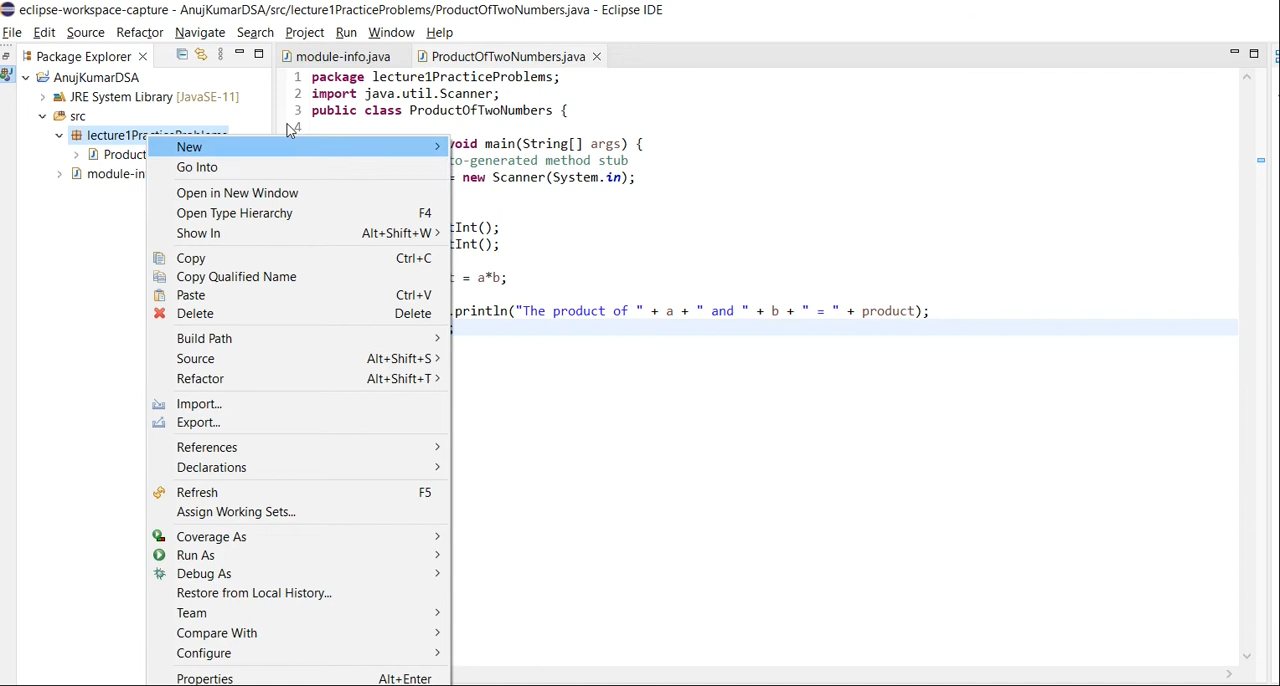 eclipse-workspace-capture - AnujKumarDSA/src/lecture1PracticeProblems/ProductOfTwoNumbers.java - Eclipse IDE
File Edit Source Refactor Navigate Search Project Run Window Help
Package Explorer
module-info.java
ProductOfTwoNumbers.java
AnujKumarDSA
JRE System Library [JavaSE-11]
src
lecture1PracticeProblems
Product
module-in
1 package lecture1PracticeProblems;
2 import java.util.Scanner;
3 public class ProductOfTwoNumbers {
4
void main(String[] args) {
to-generated method stub
= new Scanner(System.in);
tInt();
tInt();
t = a*b;
.println("The product of " + a + " and " + b + " = " + product);
;
New
Go Into
Open in New Window
Open Type Hierarchy F4
Show In Alt+Shift+W
Copy Ctrl+C
Copy Qualified Name
Paste Ctrl+V
Delete Delete
Build Path
Source Alt+Shift+S
Refactor Alt+Shift+T
Import...
Export...
References
Declarations
Refresh F5
Assign Working Sets...
Coverage As
Run As
Debug As
Restore from Local History...
Team
Compare With
Configure
Properties Alt+Enter